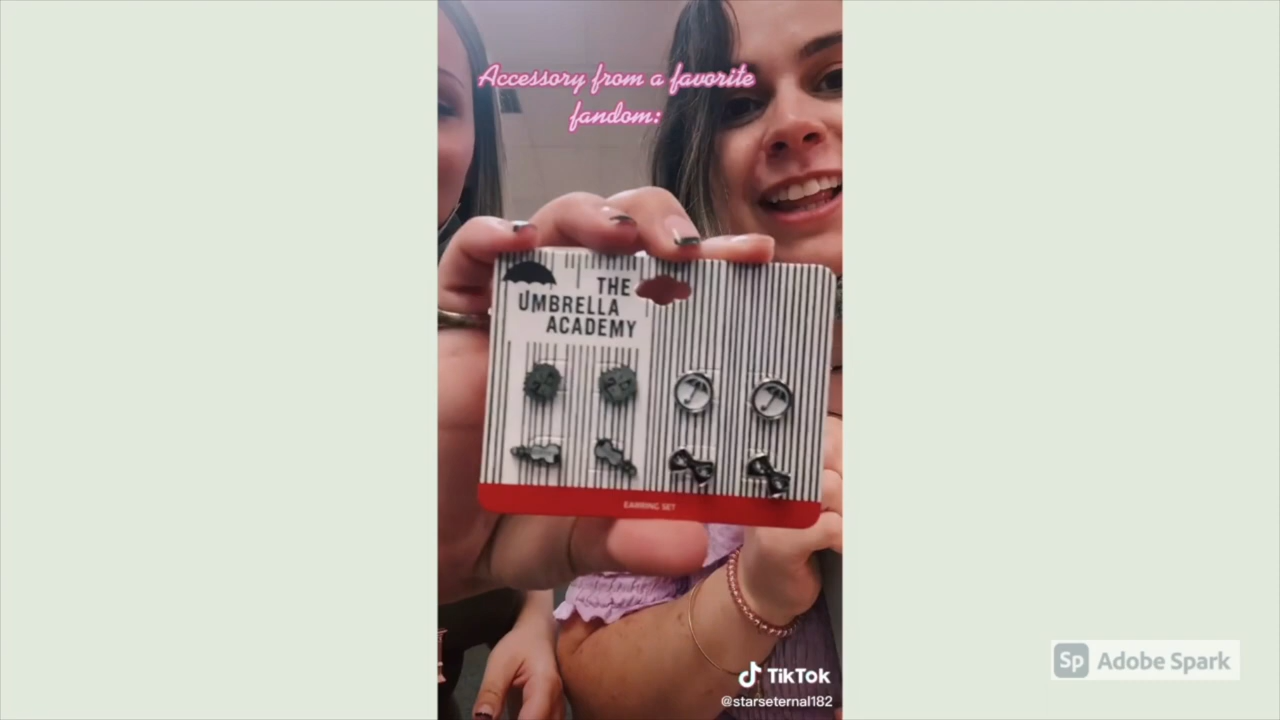 Accessory from a favorite
fandom:
THE
UMBRELLA
ACADEMY
EARRING SET
TikTok
@starseternal182
Sp Adobe Spark